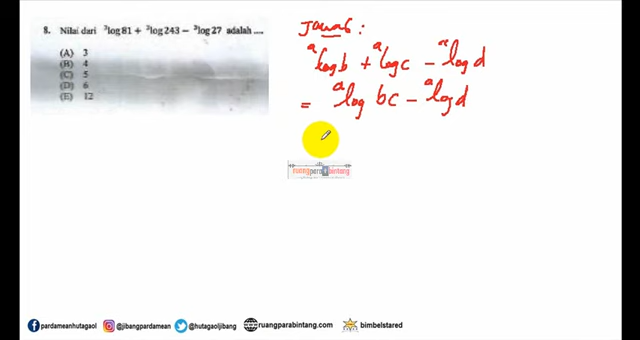 8. Nilai dari ³log 81 + ³log 243 − ³log 27 adalah ....
(A) 3
(B) 4
(C) 5
(D) 6
(E) 12
Jawab :
ᵃlog b + ᵃlog c − ᵃlog d
= ᵃlog bc − ᵃlog d
ruangparabintang
pardameanhutagaol @jibangpardamean @hutagaoljibang ruangparabintang.com bimbelstared